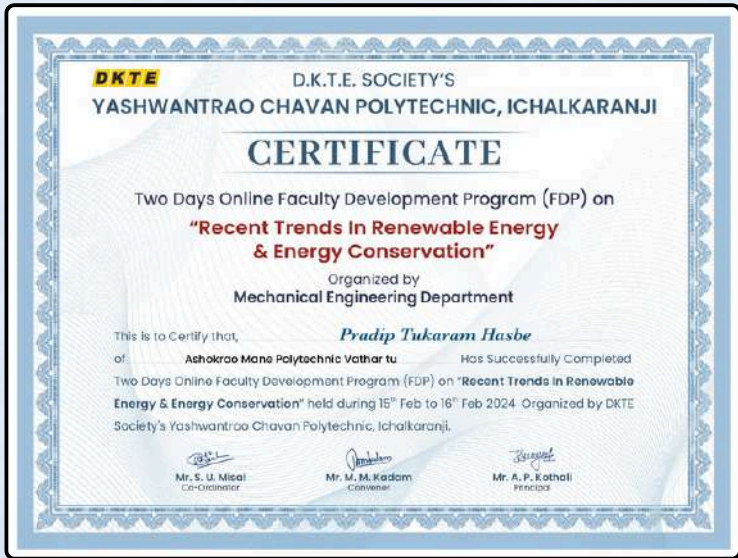 DKTE
D.K.T.E. SOCIETY'S
YASHWANTRAO CHAVAN POLYTECHNIC, ICHALKARANJI
CERTIFICATE
Two Days Online Faculty Development Program (FDP) on
"Recent Trends In Renewable Energy
& Energy Conservation"
Organized by
Mechanical Engineering Department
This is to Certify that, Pradip Tukaram Hasbe
of Ashokrao Mane Polytechnic Vathar tu Has Successfully Completed
Two Days Online Faculty Development Program (FDP) on "Recent Trends In Renewable
Energy & Energy Conservation" held during 15th Feb to 16th Feb 2024 Organized by DKTE
Society's Yashwantrao Chavan Polytechnic, Ichalkaranji.
Mr. S. U. Misal Mr. M. M. Kadam Mr. A. P. Kothali
Co-Ordinator Convener Principal